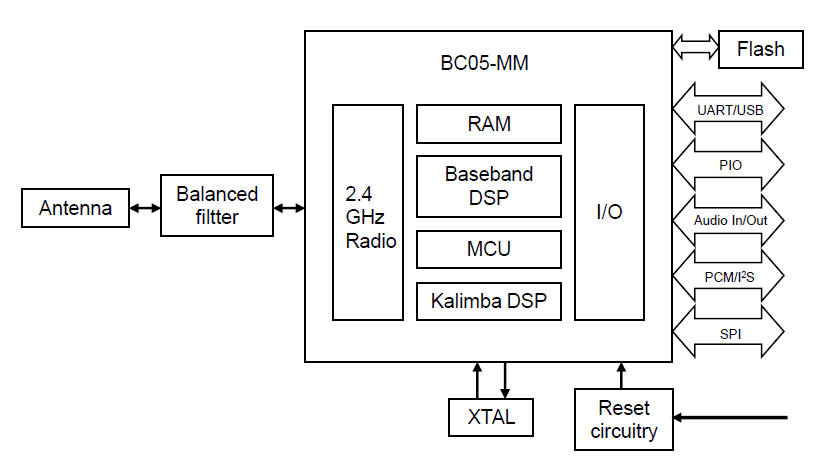 BC05-MM
Flash
UART/USB
RAM
PIO
Baseband
DSP
2.4
GHz
Radio
Balanced
filtter
Antenna
I/O
Audio In/Out
MCU
PCM/I²S
Kalimba DSP
SPI
XTAL
Reset
circuitry